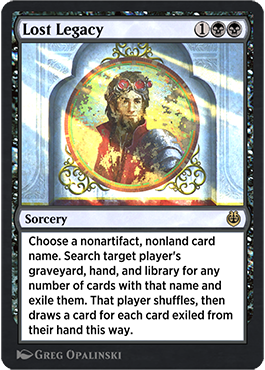 Lost Legacy 1
Sorcery
Choose a nonartifact, nonland card
name. Search target player's
graveyard, hand, and library for any
number of cards with that name and
exile them. That player shuffles, then
draws a card for each card exiled from
their hand this way.
Greg Opalinski